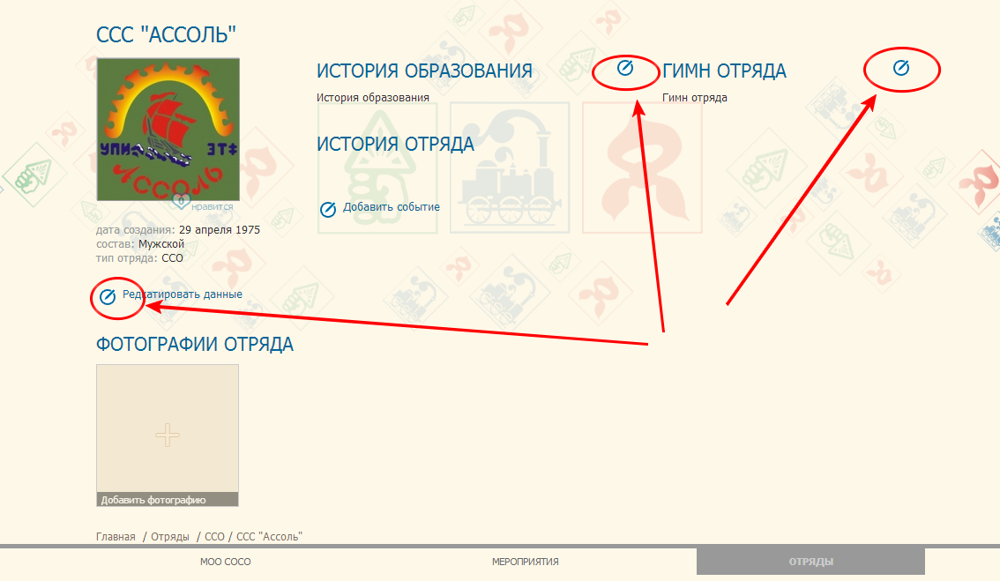 ССС "АССОЛЬ"
УПИ ЗТФ
АССОЛЬ
0
нравится
дата создания: 29 апреля 1975
состав: Мужской
тип отряда: ССО
Редкатировать данные
ИСТОРИЯ ОБРАЗОВАНИЯ
История образования
ГИМН ОТРЯДА
Гимн отряда
ИСТОРИЯ ОТРЯДА
Добавить событие
ФОТОГРАФИИ ОТРЯДА
Добавить фотографию
Главная / Отряды / ССО / ССС "Ассоль"
МОО СОСО
МЕРОПРИЯТИЯ
ОТРЯДЫ